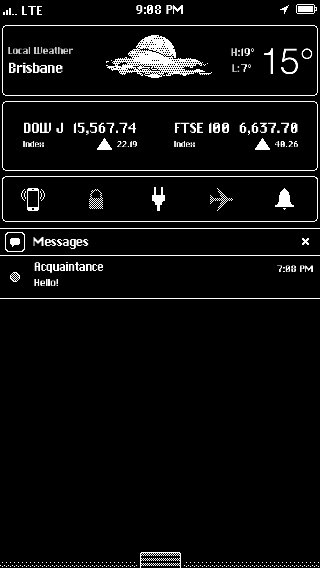 LTE 9:08 PM
Local Weather
Brisbane
H:19° L:7° 15°
DOW J 15,567.74 FTSE 100 6,637.70
Index 22.19 Index 40.26
Messages
Acquaintance 7:08 PM
Hello!